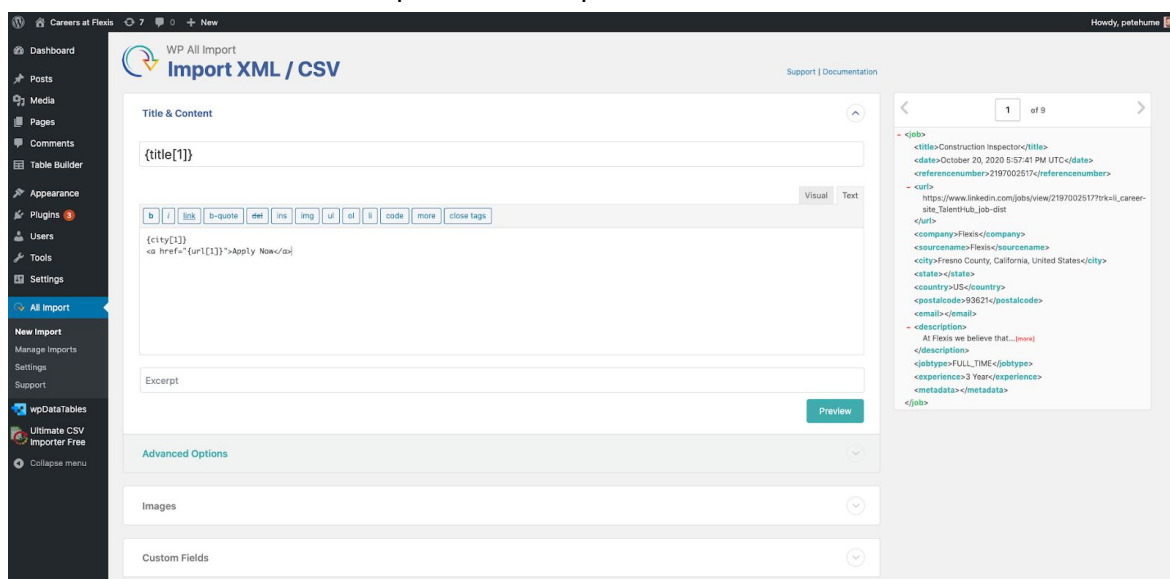 Careers at Flexis 7 0 + New Howdy, petehume
Dashboard
Posts
Media
Pages
Comments
Table Builder
Appearance
Plugins 3
Users
Tools
Settings
All Import
New Import
Manage Imports
Settings
Support
wpDataTables
Ultimate CSV
Importer Free
Collapse menu
WP All Import
Import XML / CSV
Support | Documentation
Title & Content
{title[1]}
Visual Text
b i link b-quote del ins img ul ol li code more close tags
{city[1]}
<a href="{url[1]}">Apply Now</a>
Excerpt
Preview
Advanced Options
Images
Custom Fields
1 of 9
- <job>
<title>Construction Inspector</title>
<date>October 20, 2020 5:57:41 PM UTC</date>
<referencenumber>2197002517</referencenumber>
- <url>
https://www.linkedin.com/jobs/view/2197002517?trk=li_career-
site_TalentHub_job-dist
</url>
<company>Flexis</company>
<sourcename>Flexis</sourcename>
<city>Fresno County, California, United States</city>
<state></state>
<country>US</country>
<postalcode>93621</postalcode>
<email></email>
- <description>
At Flexis we believe that...[more]
</description>
<jobtype>FULL_TIME</jobtype>
<experience>3 Year</experience>
<metadata></metadata>
</job>